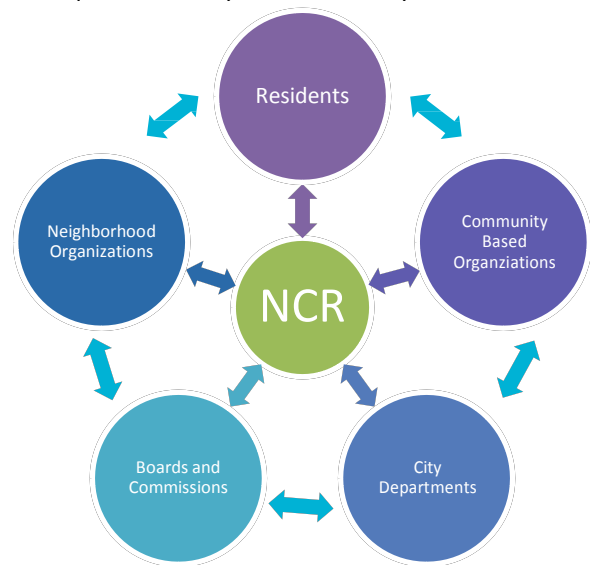 Residents
Neighborhood
Organizations
Community
Based
Organziations
NCR
Boards and
Commissions
City
Departments